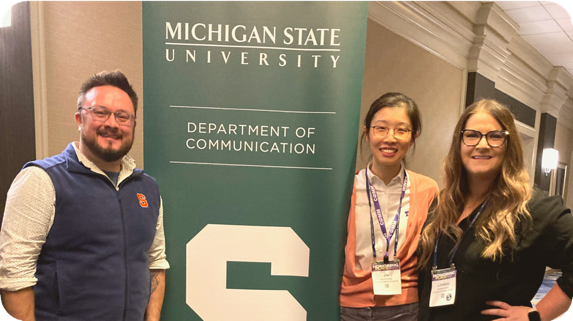 MICHIGAN STATE
UNIVERSITY
DEPARTMENT OF
COMMUNICATION
S